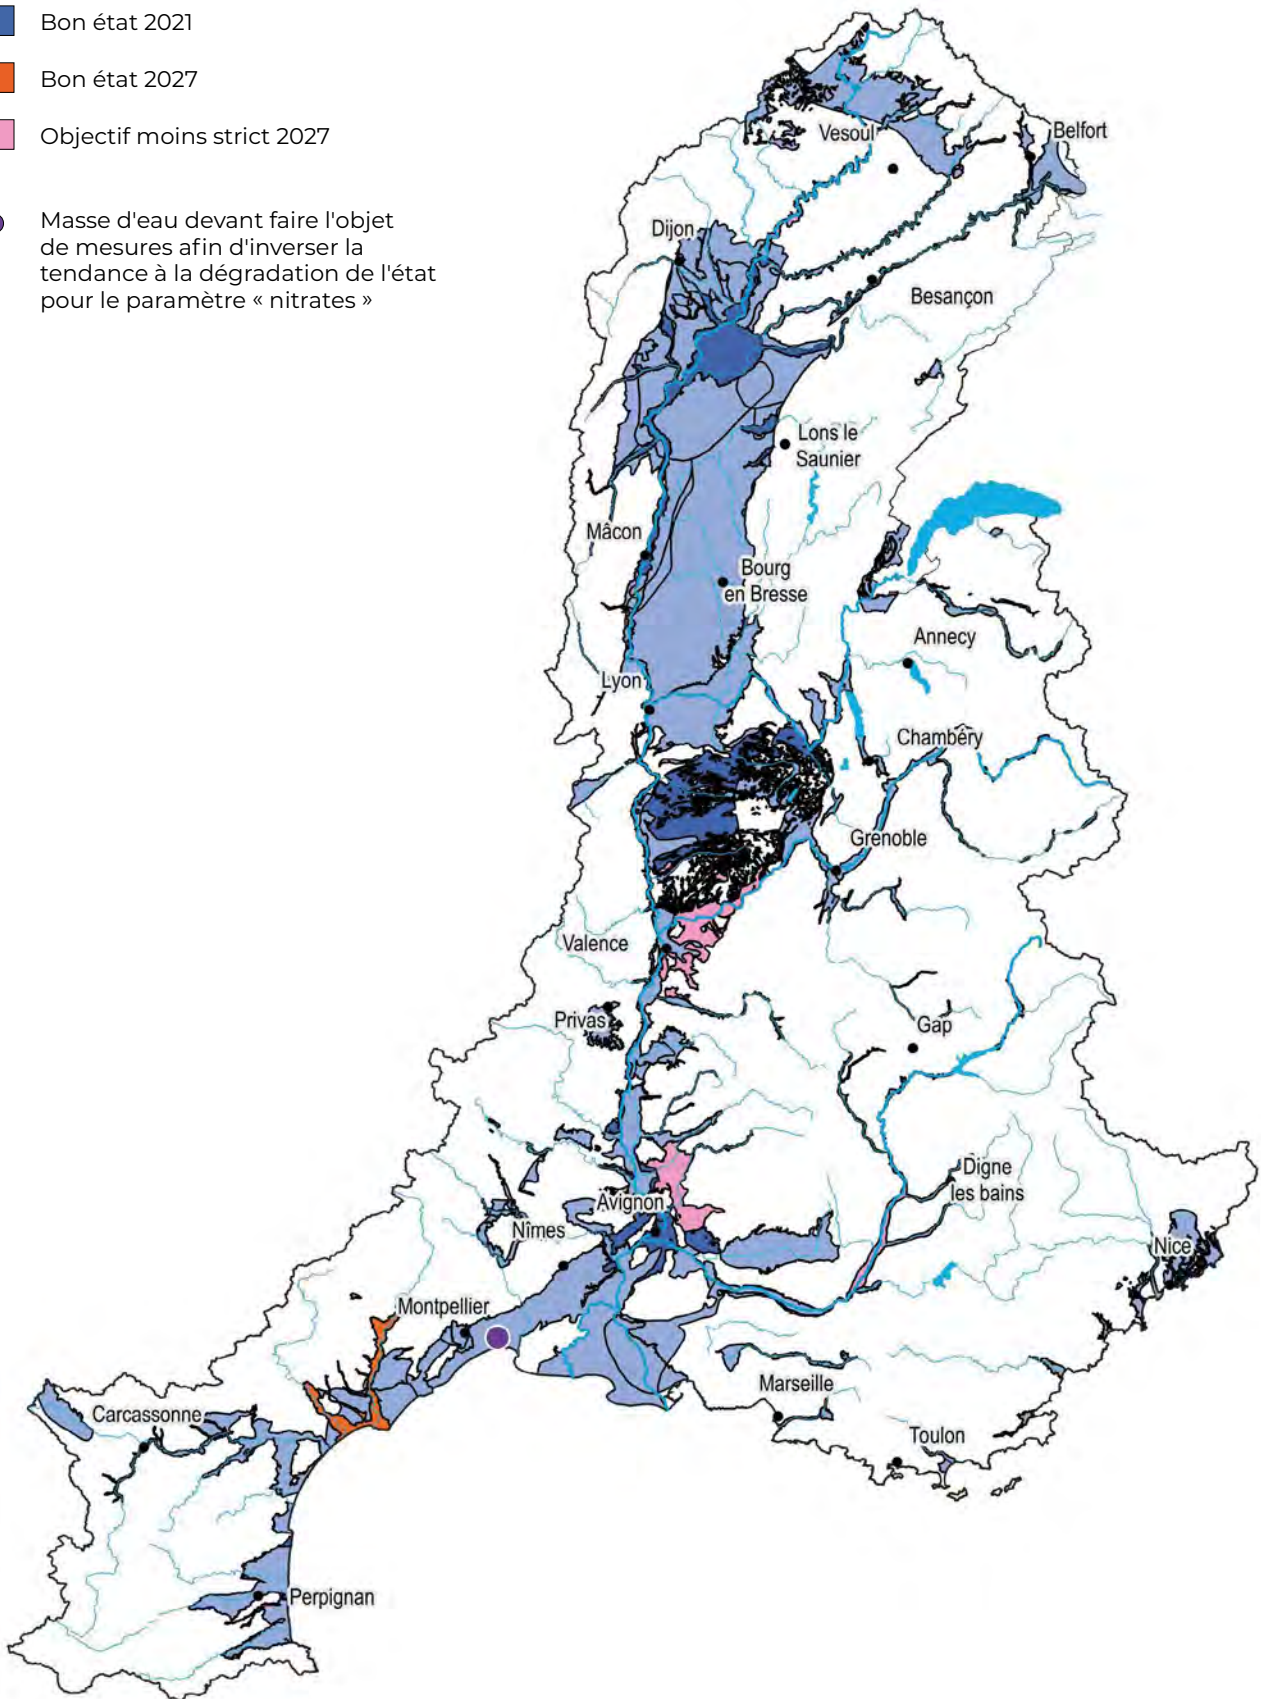 Bon état 2021
Bon état 2027
Objectif moins strict 2027
Masse d'eau devant faire l'objet
de mesures afin d'inverser la
tendance à la dégradation de l'état
pour le paramètre « nitrates »
Vesoul
Belfort
Dijon
Besançon
Lons le
Saunier
Mâcon
Bourg
en Bresse
Annecy
Lyon
Chambéry
Grenoble
Valence
Privas
Gap
Digne
les bains
Avignon
Nîmes
Nice
Montpellier
Marseille
Carcassonne
Toulon
Perpignan